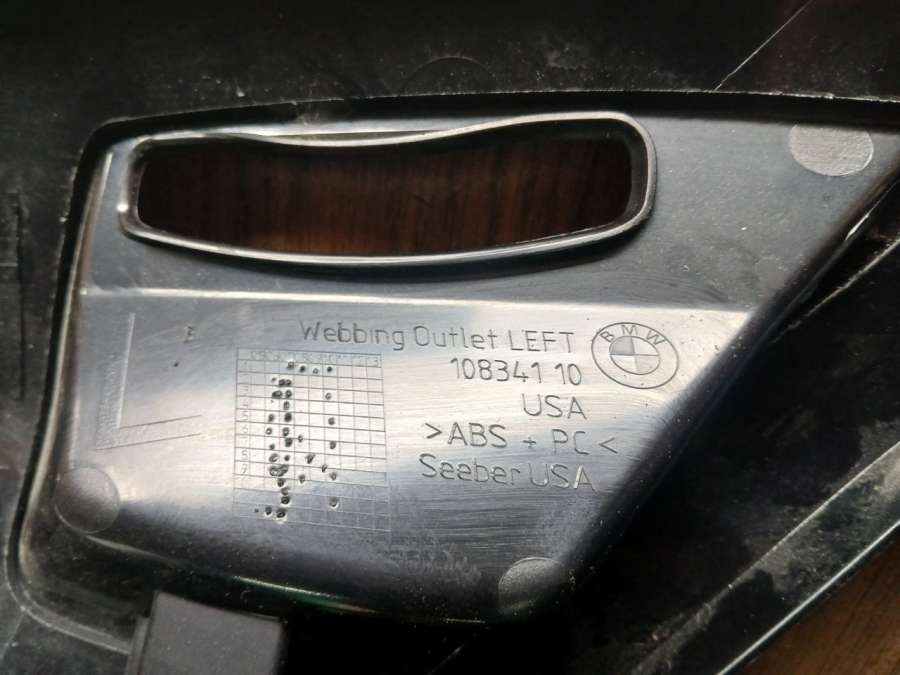 Webbing Outlet LEFT
BMW
108341 10
USA
>ABS + PC<
Seeber USA